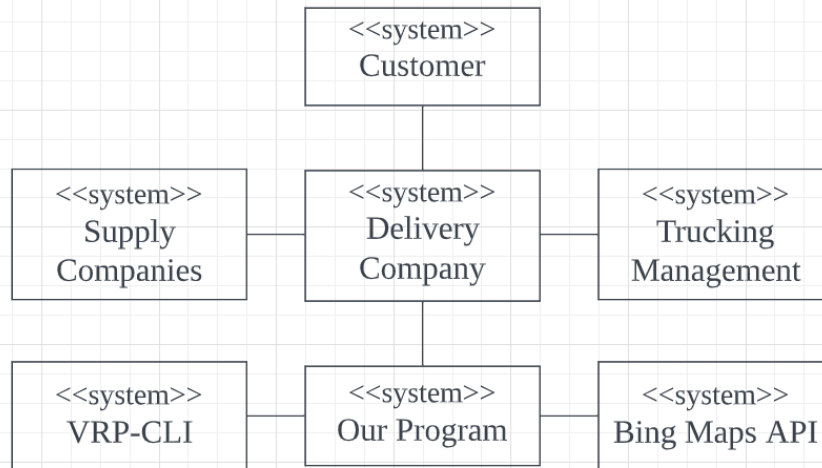 <<system>>
Customer
<<system>>
Supply
Companies
<<system>>
Delivery
Company
<<system>>
Trucking
Management
<<system>>
VRP-CLI
<<system>>
Our Program
<<system>>
Bing Maps API